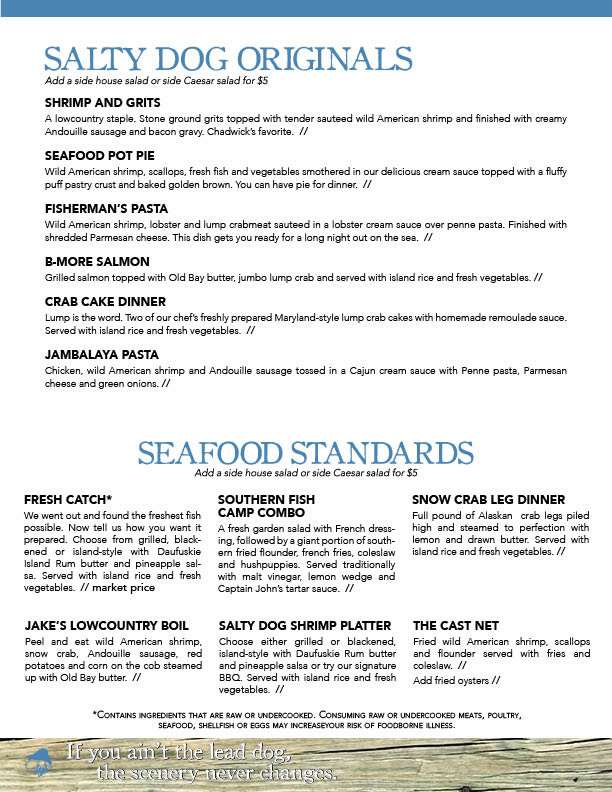 SALTY DOG ORIGINALS
Add a side house salad or side Caesar salad for $5
SHRIMP AND GRITS
A lowcountry staple. Stone ground grits topped with tender sauteed wild American shrimp and finished with creamy
Andouille sausage and bacon gravy. Chadwick's favorite.  //
SEAFOOD POT PIE
Wild American shrimp, scallops, fresh fish and vegetables smothered in our delicious cream sauce topped with a fluffy
puff pastry crust and baked golden brown. You can have pie for dinner.  //
FISHERMAN'S PASTA
Wild American shrimp, lobster and lump crabmeat sauteed in a lobster cream sauce over penne pasta. Finished with
shredded Parmesan cheese. This dish gets you ready for a long night out on the sea.  //
B-MORE SALMON
Grilled salmon topped with Old Bay butter, jumbo lump crab and served with island rice and fresh vegetables. //
CRAB CAKE DINNER
Lump is the word. Two of our chef's freshly prepared Maryland-style lump crab cakes with homemade remoulade sauce.
Served with island rice and fresh vegetables.  //
JAMBALAYA PASTA
Chicken, wild American shrimp and Andouille sausage tossed in a Cajun cream sauce with Penne pasta, Parmesan
cheese and green onions. //
SEAFOOD STANDARDS
Add a side house salad or side Caesar salad for $5
FRESH CATCH*
We went out and found the freshest fish
possible. Now tell us how you want it
prepared. Choose from grilled, black-
ened or island-style with Daufuskie
Island Rum butter and pineapple sal-
sa. Served with island rice and fresh
vegetables.  // market price
SOUTHERN FISH
CAMP COMBO
A fresh garden salad with French dress-
ing, followed by a giant portion of south-
ern fried flounder, french fries, coleslaw
and hushpuppies. Served traditionally
with malt vinegar, lemon wedge and
Captain John's tartar sauce.  //
SNOW CRAB LEG DINNER
Full pound of Alaskan  crab legs piled
high and steamed to perfection with
lemon and drawn butter. Served with
island rice and fresh vegetables. //
JAKE'S LOWCOUNTRY BOIL
Peel and eat wild American shrimp,
snow crab, Andouille sausage, red
potatoes and corn on the cob steamed
up with Old Bay butter.  //
SALTY DOG SHRIMP PLATTER
Choose either grilled or blackened,
island-style with Daufuskie Rum butter
and pineapple salsa or try our signature
BBQ. Served with island rice and fresh
vegetables.  //
THE CAST NET
Fried wild American shrimp, scallops
and flounder served with fries and
coleslaw.  //
Add fried oysters //
*CONTAINS INGREDIENTS THAT ARE RAW OR UNDERCOOKED. CONSUMING RAW OR UNDERCOOKED MEATS, POULTRY,
SEAFOOD, SHELLFISH OR EGGS MAY INCREASEYOUR RISK OF FOODBORNE ILLNESS.
If you ain't the lead dog,
the scenery never changes.